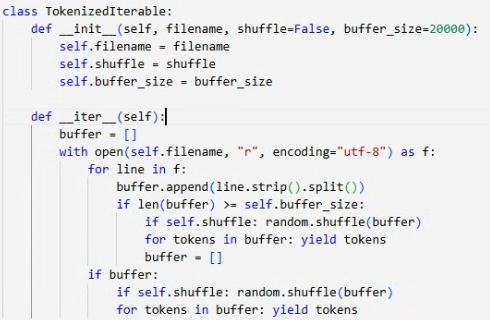 class TokenizedIterable:
    def __init__(self, filename, shuffle=False, buffer_size=20000):
        self.filename = filename
        self.shuffle = shuffle
        self.buffer_size = buffer_size

    def __iter__(self):
        buffer = []
        with open(self.filename, "r", encoding="utf-8") as f:
            for line in f:
                buffer.append(line.strip().split())
                if len(buffer) >= self.buffer_size:
                    if self.shuffle: random.shuffle(buffer)
                    for tokens in buffer: yield tokens
                    buffer = []
            if buffer:
                if self.shuffle: random.shuffle(buffer)
                for tokens in buffer: yield tokens